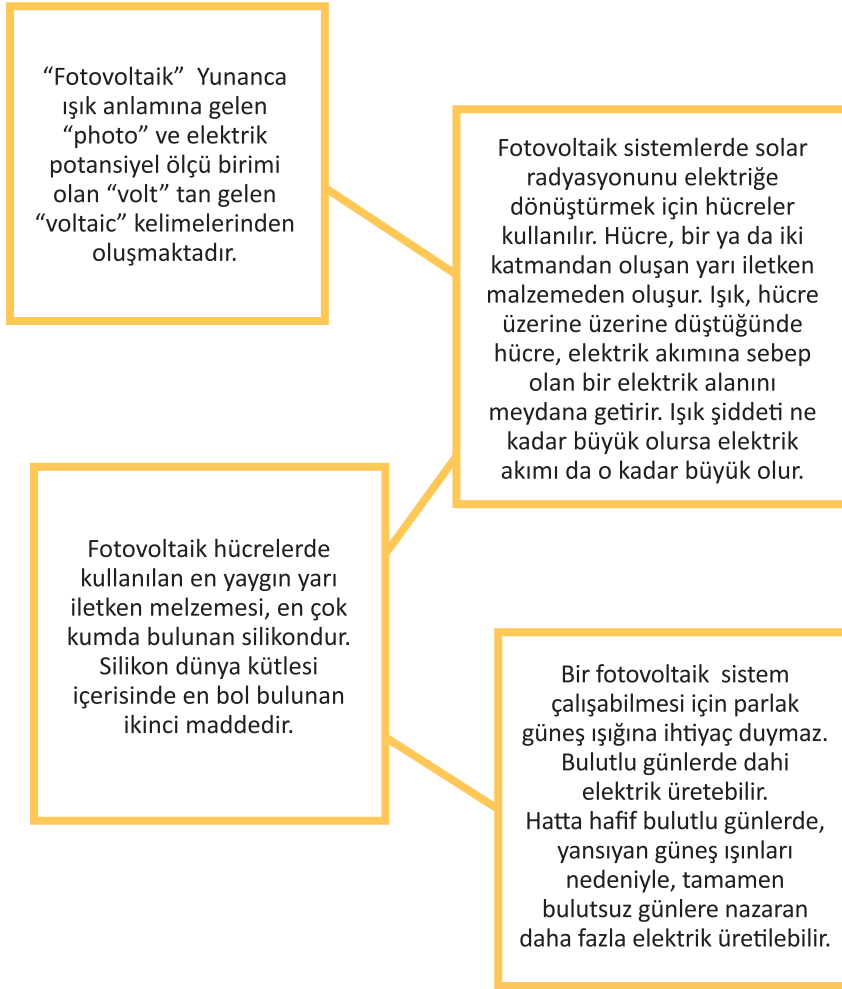 “Fotovoltaik”  Yunanca
ışık anlamına gelen
“photo” ve elektrik
potansiyel ölçü birimi
olan “volt” tan gelen
“voltaic” kelimelerinden
oluşmaktadır.
Fotovoltaik sistemlerde solar
radyasyonunu elektriğe
dönüştürmek için hücreler
kullanılır. Hücre, bir ya da iki
katmandan oluşan yarı iletken
malzemeden oluşur. Işık, hücre
üzerine üzerine düştüğünde
hücre, elektrik akımına sebep
olan bir elektrik alanını
meydana getirir. Işık şiddeti ne
kadar büyük olursa elektrik
akımı da o kadar büyük olur.
Fotovoltaik hücrelerde
kullanılan en yaygın yarı
iletken melzemesi, en çok
kumda bulunan silikondur.
Silikon dünya kütlesi
içerisinde en bol bulunan
ikinci maddedir.
Bir fotovoltaik  sistem
çalışabilmesi için parlak
güneş ışığına ihtiyaç duymaz.
Bulutlu günlerde dahi
elektrik üretebilir.
Hatta hafif bulutlu günlerde,
yansıyan güneş ışınları
nedeniyle, tamamen
bulutsuz günlere nazaran
daha fazla elektrik üretilebilir.